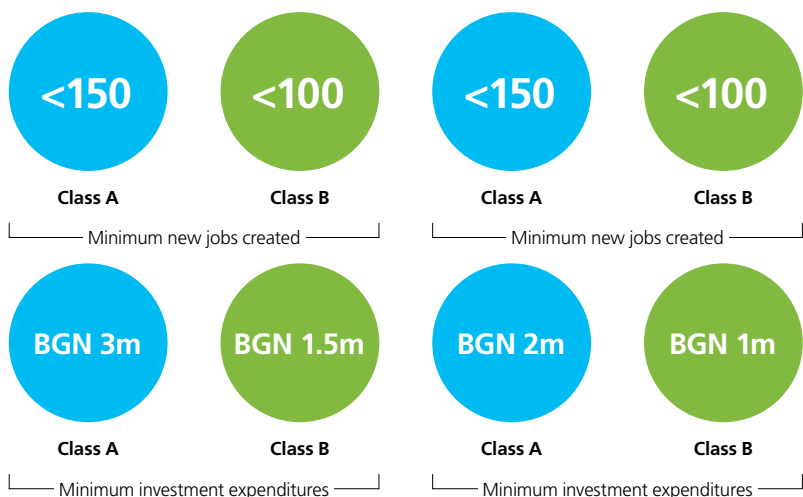 <150 <100 <150 <100
Class A Class B Class A Class B
Minimum new jobs created Minimum new jobs created
BGN 3m BGN 1.5m BGN 2m BGN 1m
Class A Class B Class A Class B
Minimum investment expenditures Minimum investment expenditures